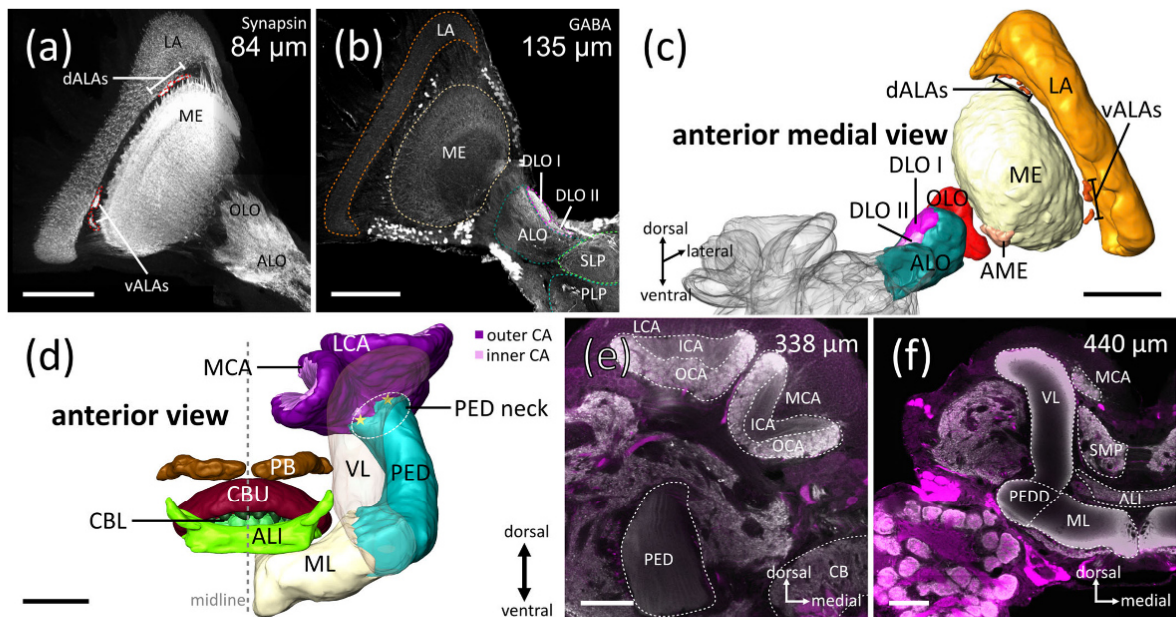 (a)
Synapsin
84 μm
LA
dALAs
ME
OLO
ALO
vALAs
(b)
GABA
135 μm
LA
ME
DLO I
DLO II
ALO
SLP
PLP
(c)
dALAs
LA
vALAs
anterior medial view
ME
DLO I
OLO
DLO II
ALO
AME
dorsal
lateral
ventral
(d)
outer CA
inner CA
LCA
MCA
anterior view
PED neck
PB
VL
PED
CBU
CBL
ALI
ML
midline
dorsal
ventral
(e)
338 μm
LCA
ICA
OCA
MCA
ICA
OCA
PED
CB
dorsal
medial
(f)
440 μm
MCA
VL
SMP
PEDD
ALI
ML
dorsal
medial